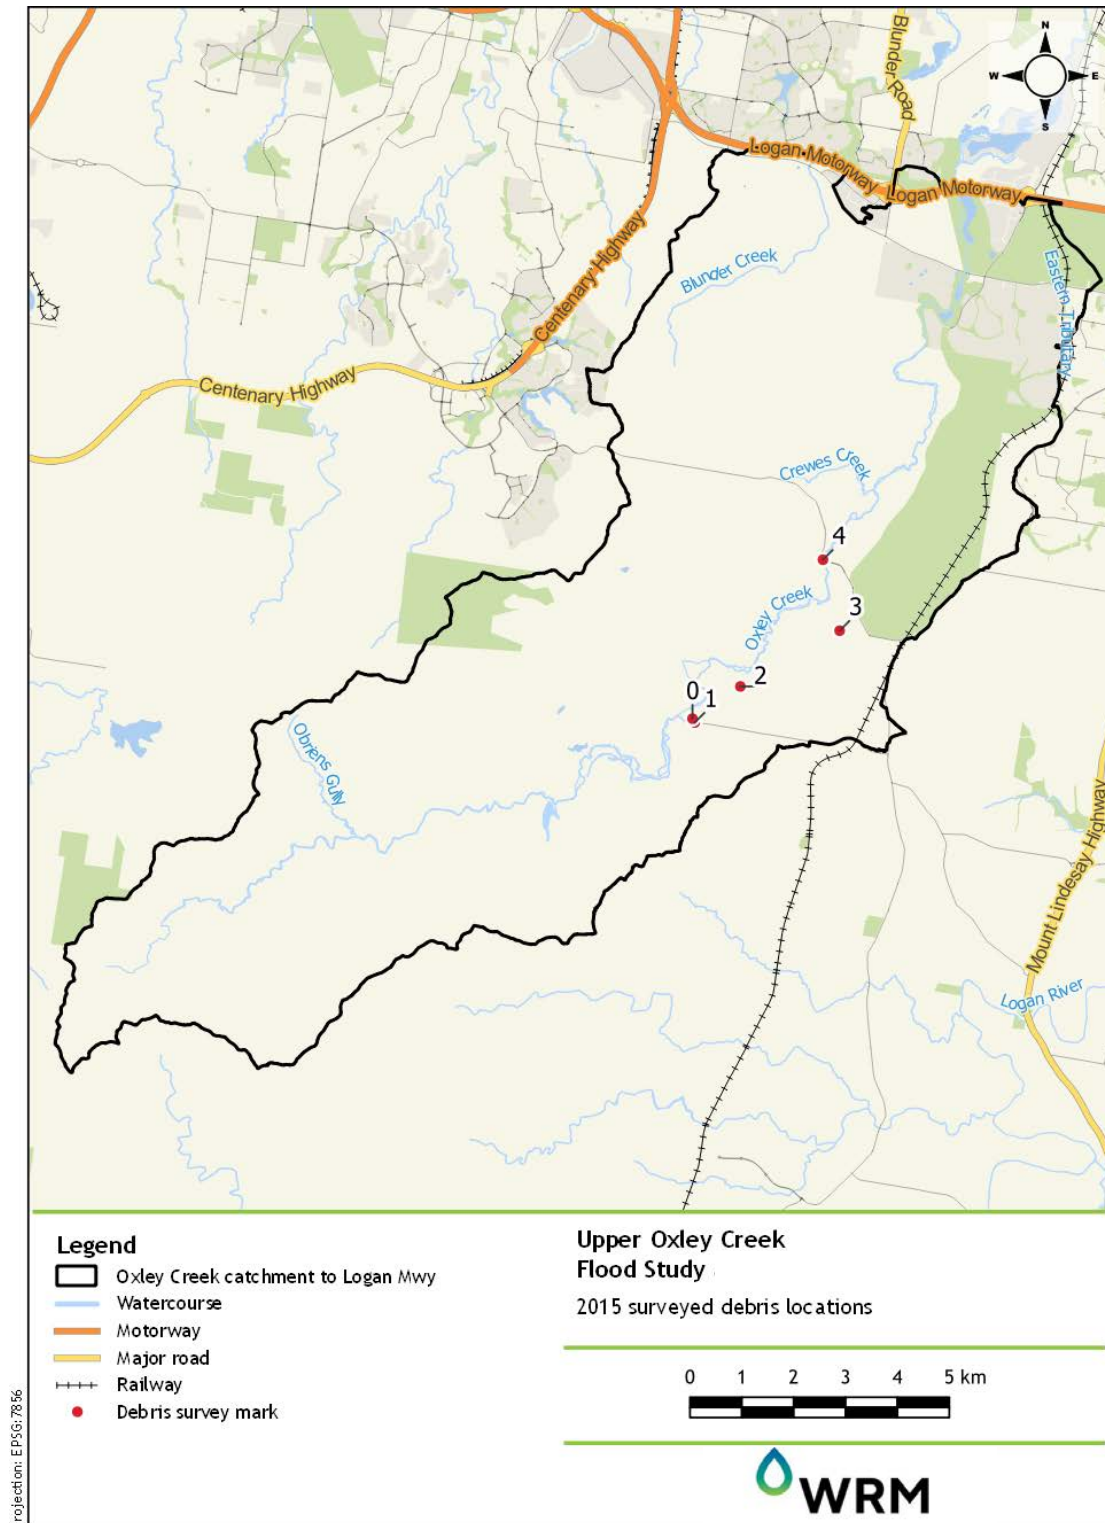 N
W E
S
Blunder Road
Logan Motorway
Logan Motorway
Blunder Creek
Centenary Highway
Eastern Tributary
Centenary Highway
Crewes Creek
4
Oxley Creek
3
2
0
1
Obriens Gully
Mount Lindesay Highway
Logan River
Legend
Oxley Creek catchment to Logan Mwy
Watercourse
Motorway
Major road
Railway
Debris survey mark
Upper Oxley Creek
Flood Study
2015 surveyed debris locations
0 1 2 3 4 5 km
WRM
rojection: EPSG:7856